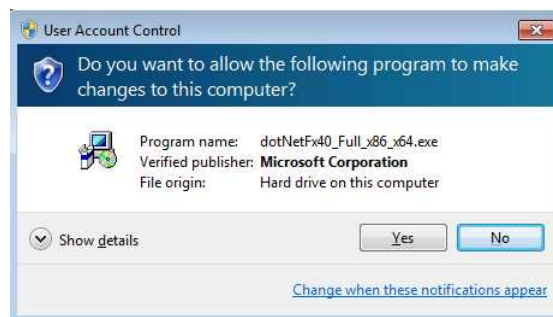 User Account Control
Do you want to allow the following program to make
changes to this computer?
Program name: dotNetFx40_Full_x86_x64.exe
Verified publisher: Microsoft Corporation
File origin: Hard drive on this computer
Show details
Yes
No
Change when these notifications appear